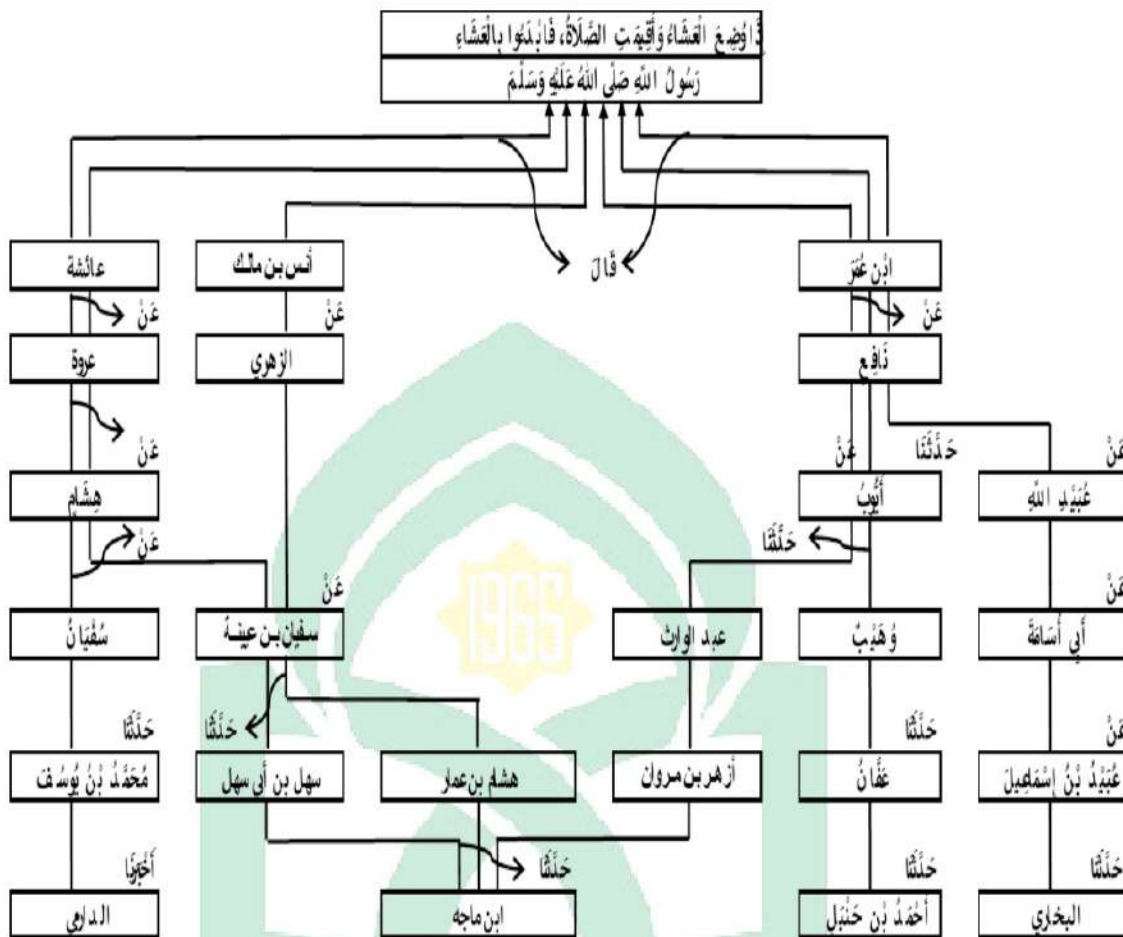 إِذَا وُضِعَ الْعَشَاءُ وَأُقِيمَتِ الصَّلَاةُ، فَابْدَءُوا بِالْعَشَاءِ
رَسُولُ اللَّهِ صَلَّى اللهُ عَلَيْهِ وَسَلَّمَ
قَالَ
ابْنِ عُمَرَ
أنس بن مالك
عائشة
عَنْ
عَنْ
عَنْ
نَافِعٍ
الزهري
عروة
عَنْ
حَدَّثَنَا
عَنْ
عَنْ
عُبَيْدِ اللَّهِ
أَيُّوبُ
هِشَامٍ
حَدَّثَنَا
عَنْ
عَنْ
عَنْ
أَبِي أُسَامَةَ
وُهَيْبٌ
عبد الوارث
سفيان بن عيينة
سُفْيَانُ
عَنْ
حَدَّثَنَا
حَدَّثَنَا
حَدَّثَنَا
عُبَيْدُ بْنُ إِسْمَاعِيلَ
عَفَّانُ
أزهر بن مروان
هشام بن عمار
سهل بن أبي سهل
مُحَمَّدُ بْنُ يُوسُفَ
حَدَّثَنَا
حَدَّثَنَا
حَدَّثَنَا
أَخْبَرَنَا
البخاري
أَحْمَدُ بْنُ حَنْبَلٍ
ابن ماجه
الدارمي
1965